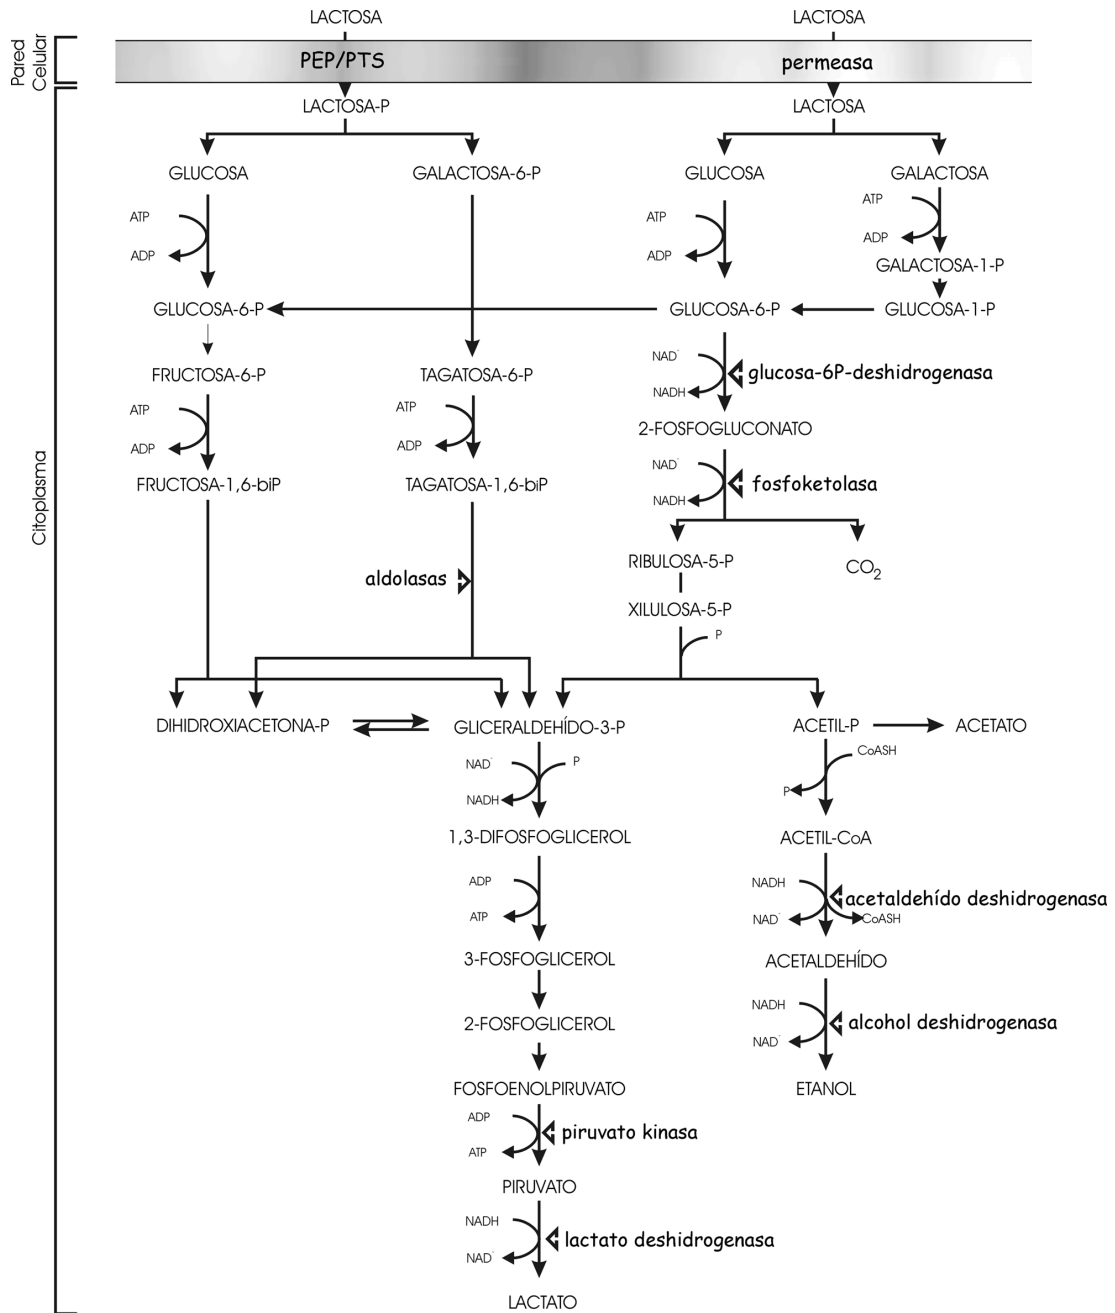 LACTOSA LACTOSA
Pared
Celular
PEP/PTS permeasa
LACTOSA-P LACTOSA
GLUCOSA GALACTOSA-6-P GLUCOSA GALACTOSA
ATP ATP ATP
ADP ADP ADP
GALACTOSA-1-P
GLUCOSA-6-P GLUCOSA-6-P GLUCOSA-1-P
NAD- glucosa-6P-deshidrogenasa
NADH
FRUCTOSA-6-P TAGATOSA-6-P
ATP ATP
ADP ADP
2-FOSFOGLUCONATO
NAD- fosfoketolasa
NADH
FRUCTOSA-1,6-biP TAGATOSA-1,6-biP
Citoplasma
aldolasas
RIBULOSA-5-P CO2
XILULOSA-5-P
P
DIHIDROXIACETONA-P GLICERALDEHÍDO-3-P ACETIL-P ACETATO
NAD- P CoASH
NADH P
1,3-DIFOSFOGLICEROL ACETIL-CoA
ADP NADH acetaldehído deshidrogenasa
ATP NAD- CoASH
3-FOSFOGLICEROL ACETALDEHÍDO
NADH alcohol deshidrogenasa
NAD-
2-FOSFOGLICEROL
FOSFOENOLPIRUVATO ETANOL
ADP piruvato kinasa
ATP
PIRUVATO
NADH lactato deshidrogenasa
NAD-
LACTATO